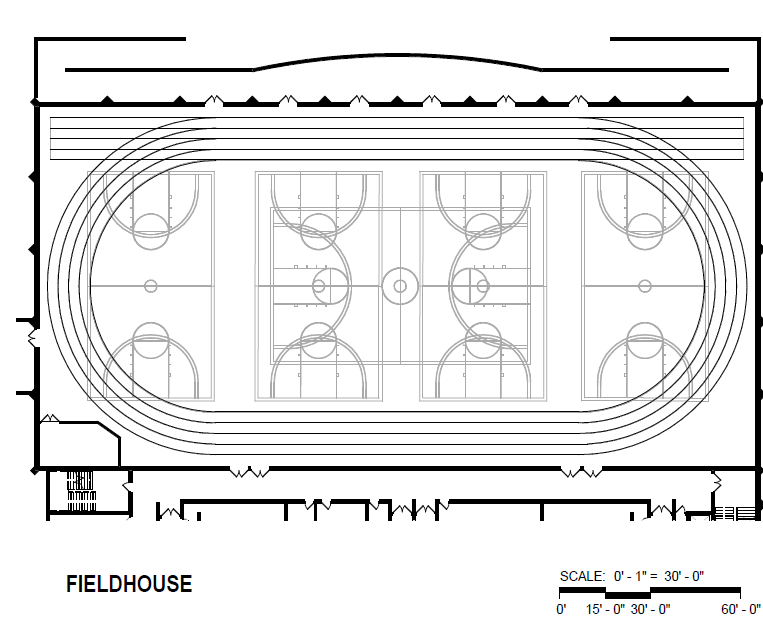 FIELDHOUSE
SCALE: 0' - 1" = 30' - 0"
0' 15' - 0" 30' - 0" 60' - 0"